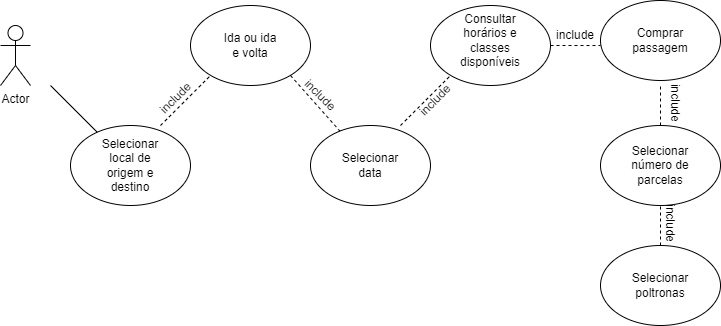 Actor
Selecionar
local de
origem e
destino
include
Ida ou ida
e volta
include
Selecionar
data
include
Consultar
horários e
classes
disponíveis
include
Comprar
passagem
include
Selecionar
número de
parcelas
include
Selecionar
poltronas